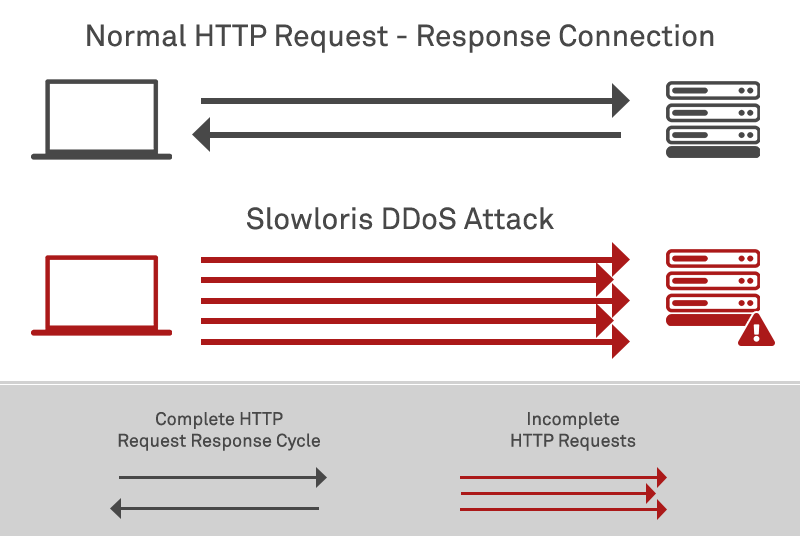 Normal HTTP Request - Response Connection
Slowloris DDoS Attack
Complete HTTP
Request Response Cycle
Incomplete
HTTP Requests